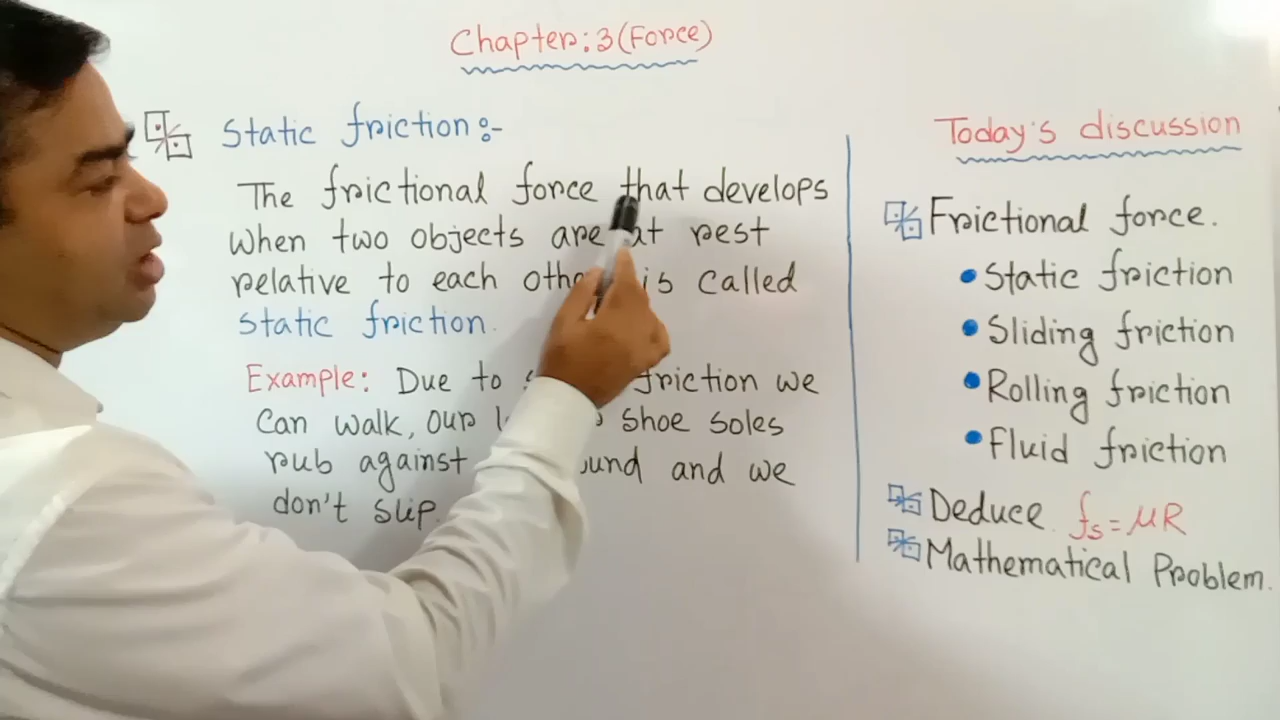 Chapter: 3 (Force)
Static friction:-
The frictional force that develops
when two objects are at rest
relative to each other is called
static friction.
Example: Due to friction we
can walk, our shoe soles
rub against and we
don't slip.
Today's discussion
Frictional force.
• Static friction
• Sliding friction
• Rolling friction
• Fluid friction
Deduce fs = μR
Mathematical Problem.